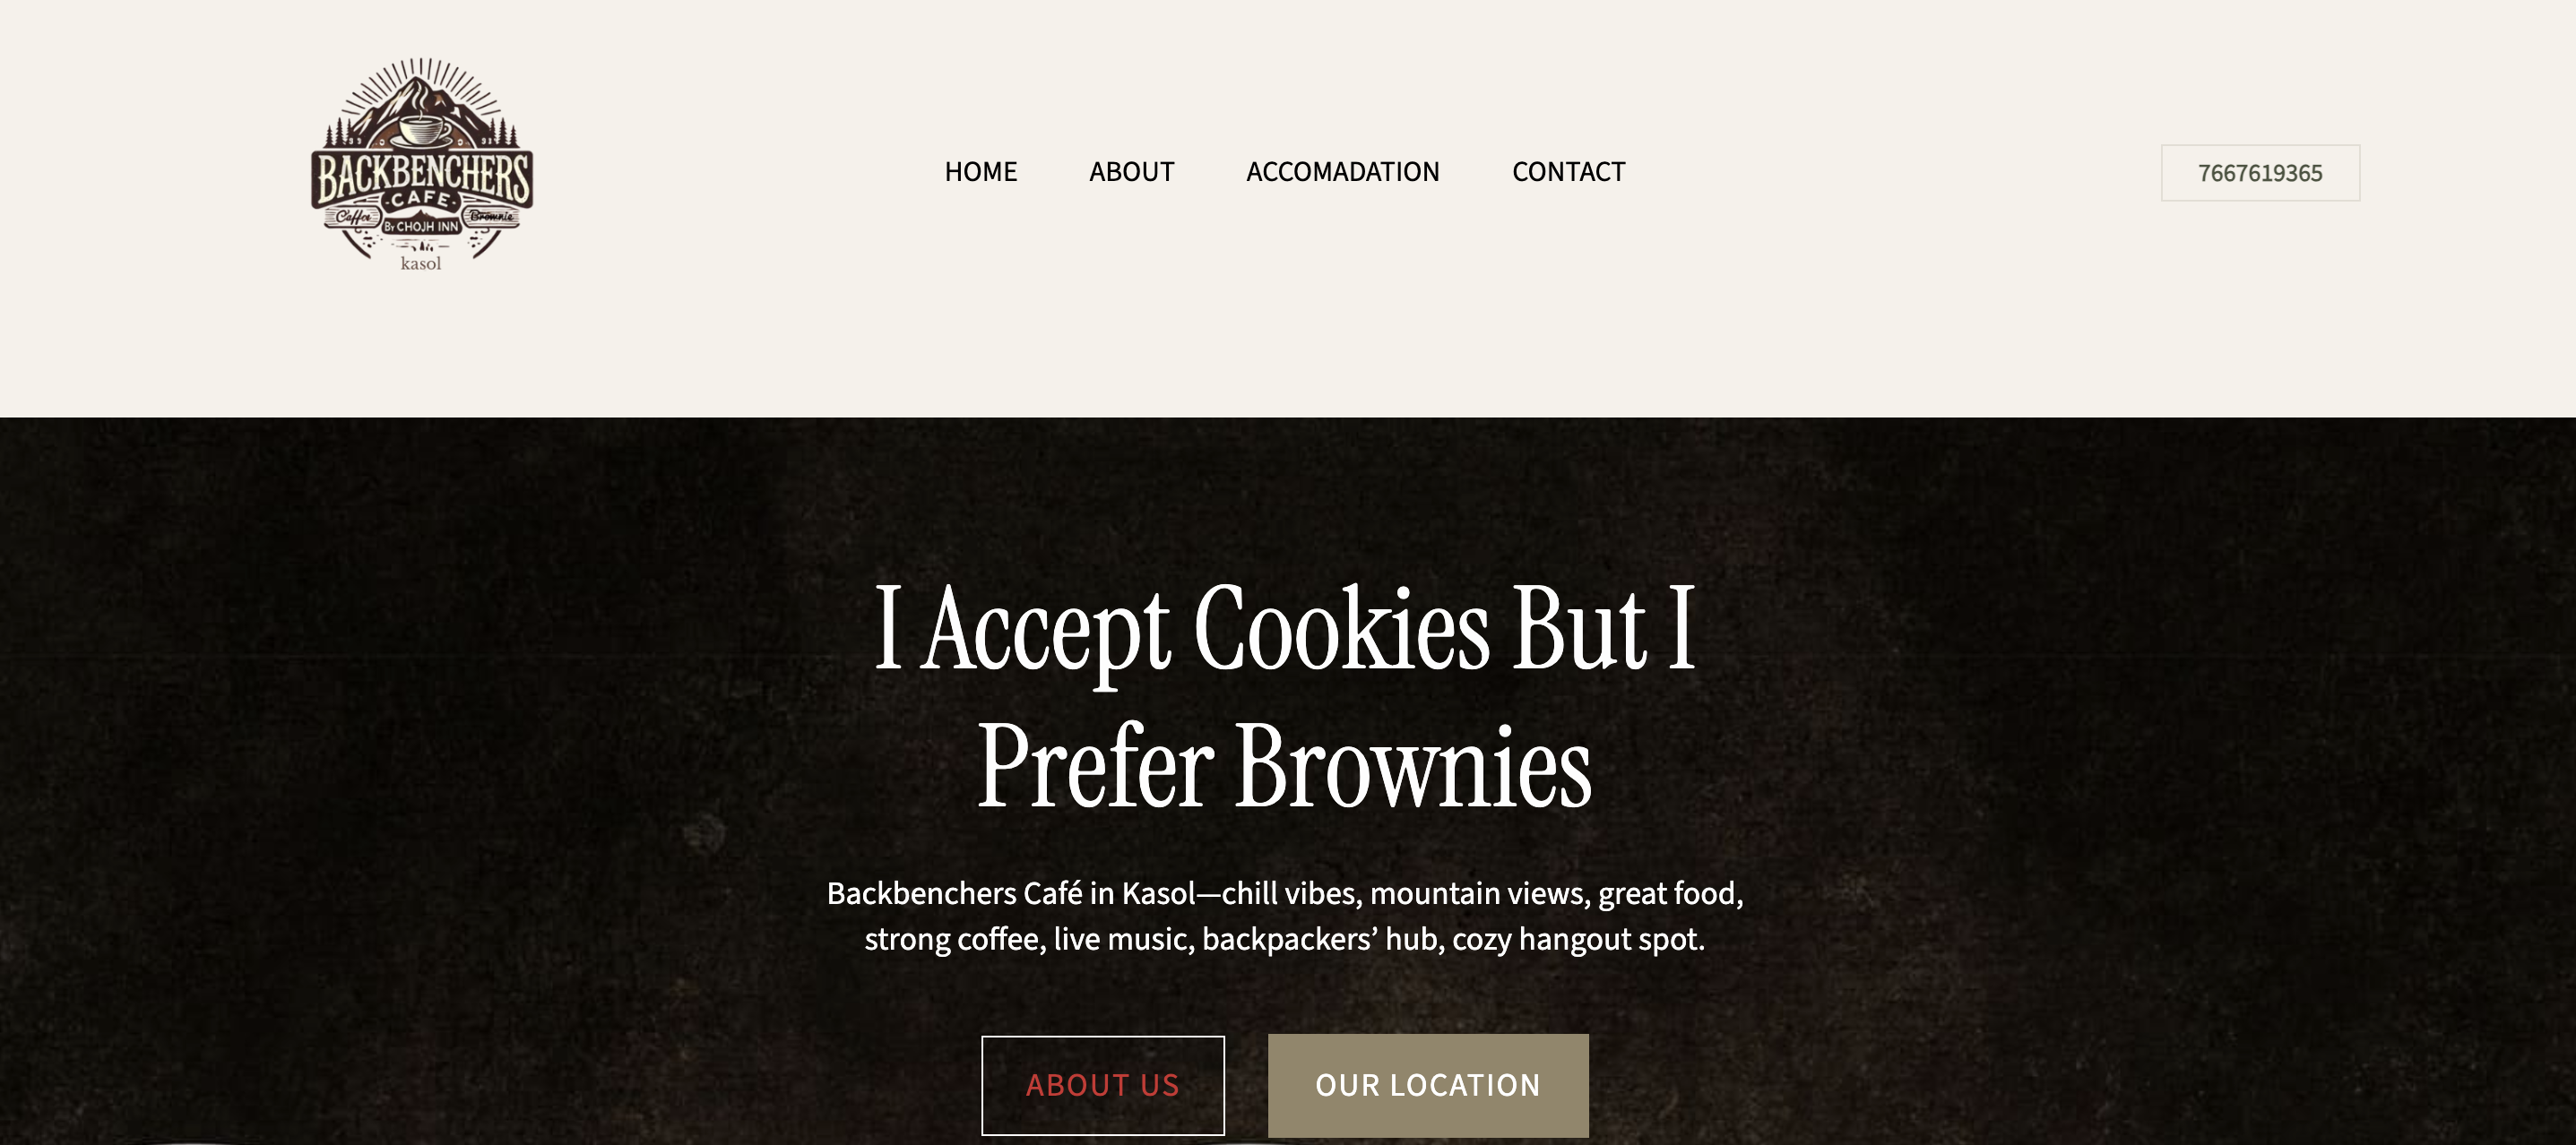 BACKBENCHERS
CAFE
Caffee
Brownie
By CHOJH INN
kasol
HOME
ABOUT
ACCOMADATION
CONTACT
7667619365
I Accept Cookies But I
Prefer Brownies
Backbenchers Café in Kasol—chill vibes, mountain views, great food,
strong coffee, live music, backpackers’ hub, cozy hangout spot.
ABOUT US
OUR LOCATION